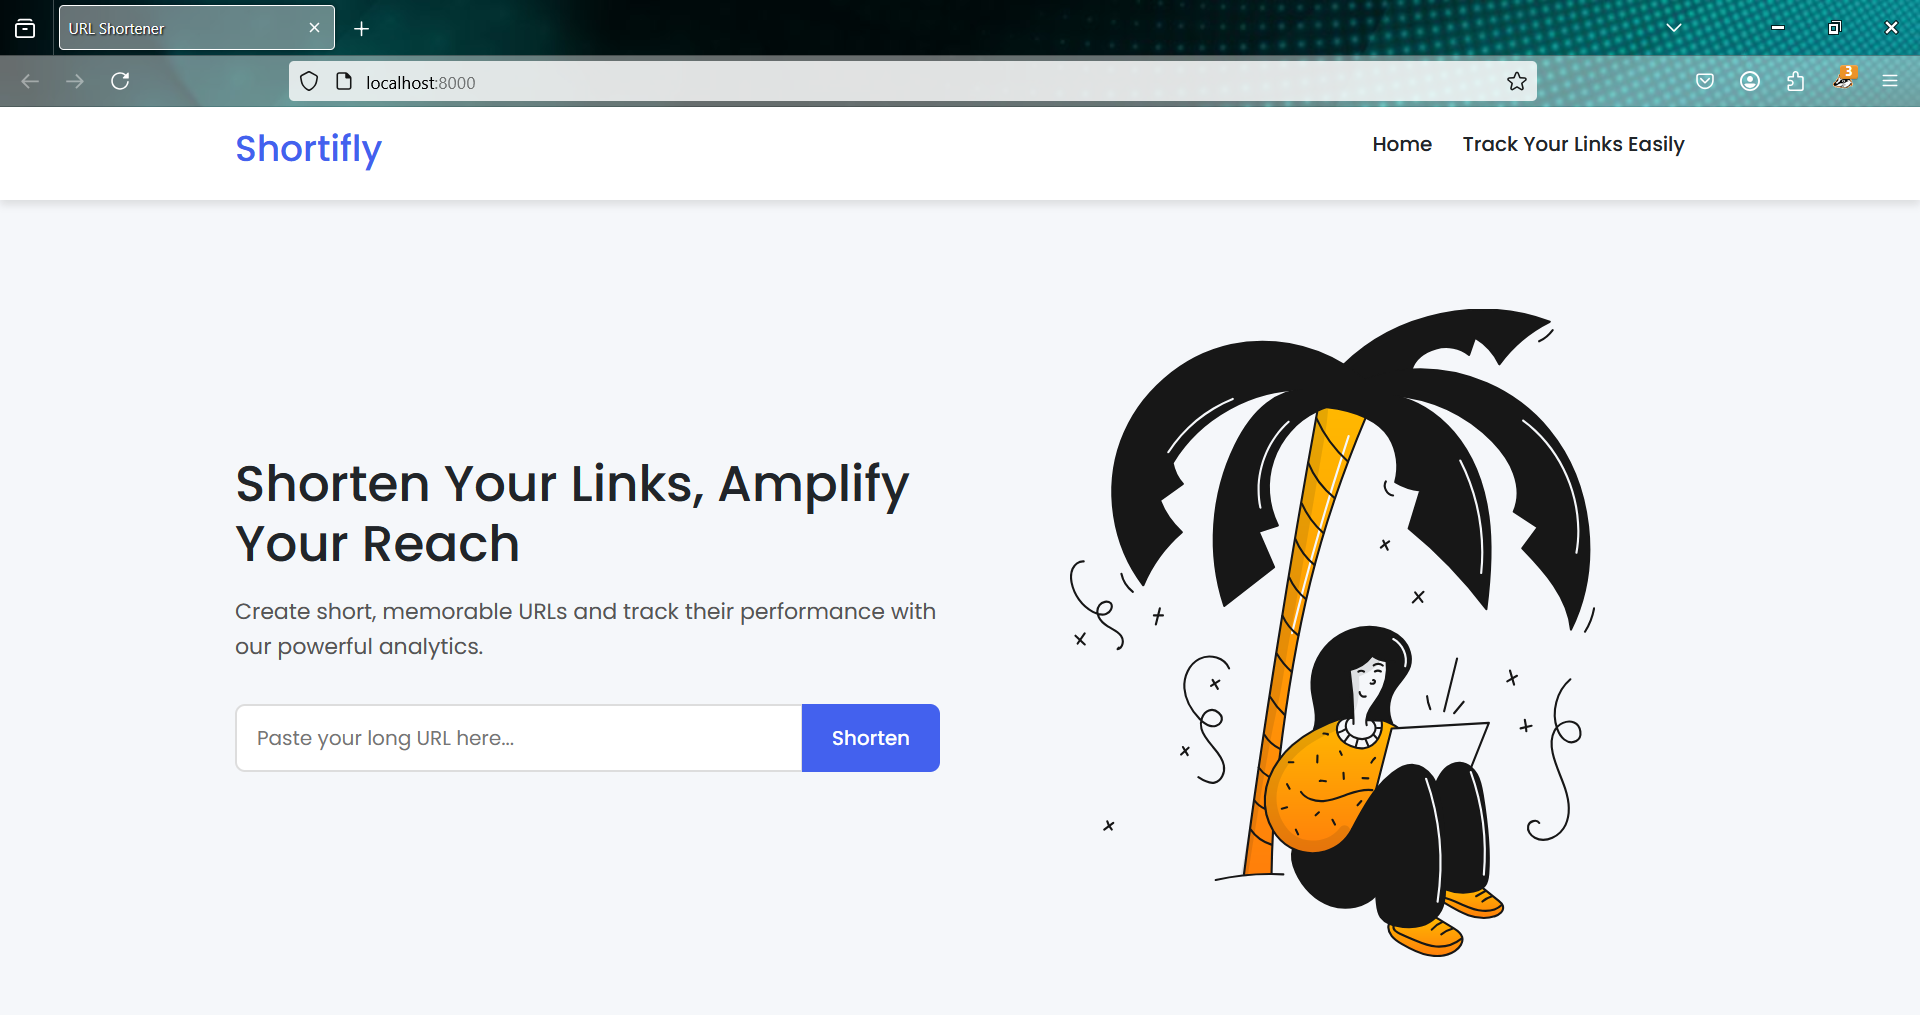 URL Shortener
localhost:8000
3
Shortifly
Home
Track Your Links Easily
Shorten Your Links, Amplify
Your Reach
Create short, memorable URLs and track their performance with
our powerful analytics.
Paste your long URL here...
Shorten